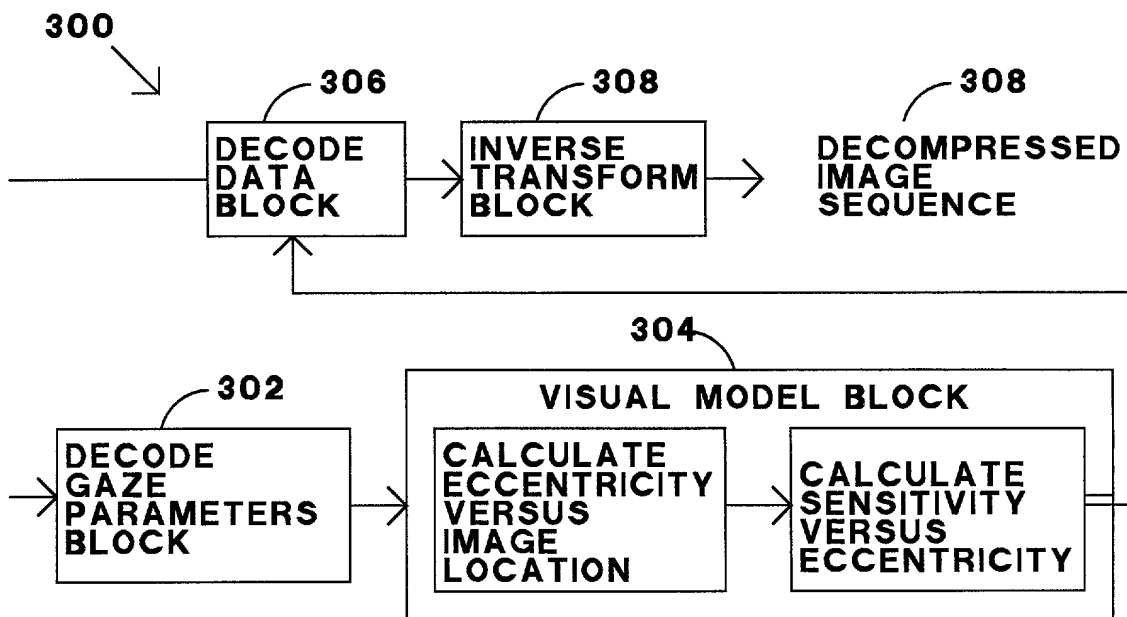 300
306
308
308
DECODE
DATA
BLOCK
INVERSE
TRANSFORM
BLOCK
DECOMPRESSED
IMAGE
SEQUENCE
304
302
VISUAL MODEL BLOCK
DECODE
GAZE
PARAMETERS
BLOCK
CALCULATE
ECCENTRICITY
VERSUS
IMAGE
LOCATION
CALCULATE
SENSITIVITY
VERSUS
ECCENTRICITY